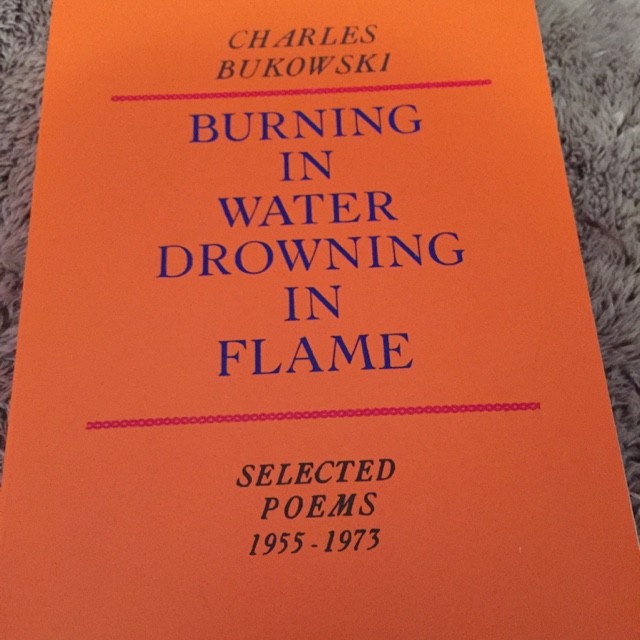 CHARLES
BUKOWSKI
BURNING
IN
WATER
DROWNING
IN
FLAME
SELECTED
POEMS
1955-1973